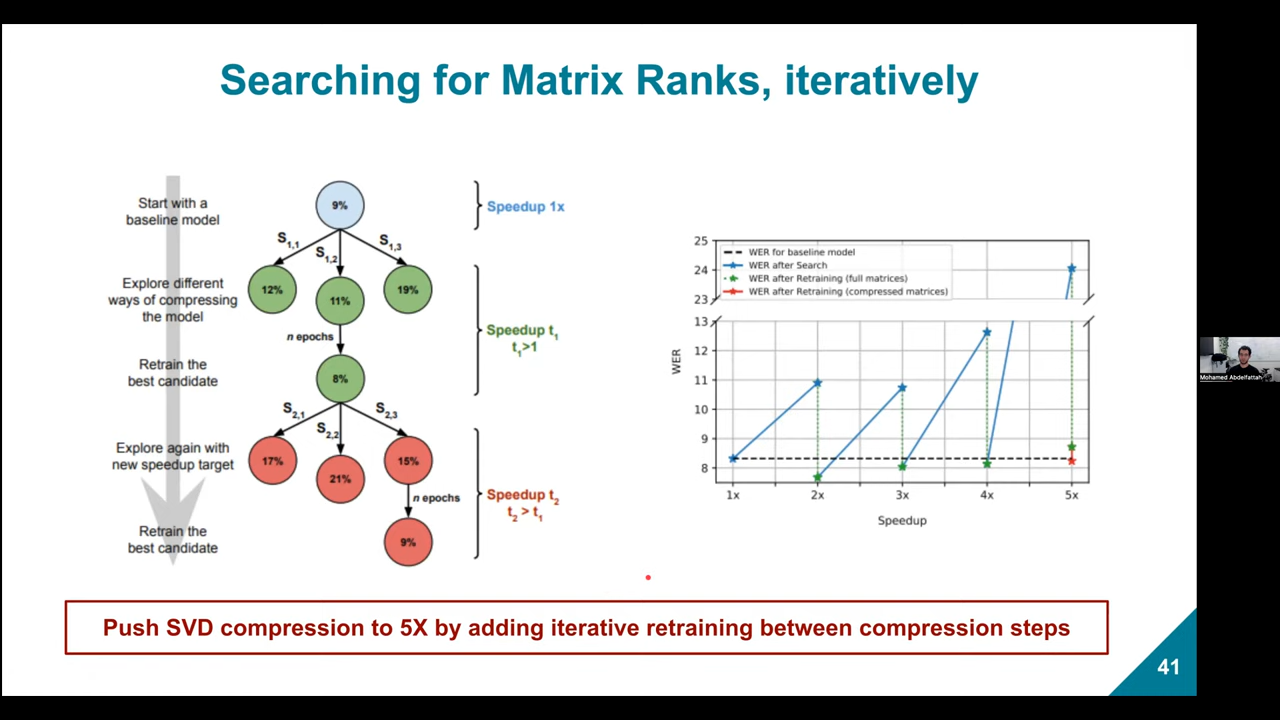 Searching for Matrix Ranks, iteratively
Start with a
baseline model
9%
Speedup 1x
S1,1
S1,2
S1,3
Explore different
ways of compressing
the model
12%
11%
19%
n epochs
Speedup t1
t1>1
Retrain the
best candidate
8%
S2,1
S2,2
S2,3
Explore again with
new speedup target
17%
21%
15%
n epochs
Speedup t2
t2 > t1
Retrain the
best candidate
9%
25
24
23
13
12
11
10
9
8
WER
WER for baseline model
WER after Search
WER after Retraining (full matrices)
WER after Retraining (compressed matrices)
1x
2x
3x
4x
5x
Speedup
Mohamed Abdelfattah
Push SVD compression to 5X by adding iterative retraining between compression steps
41